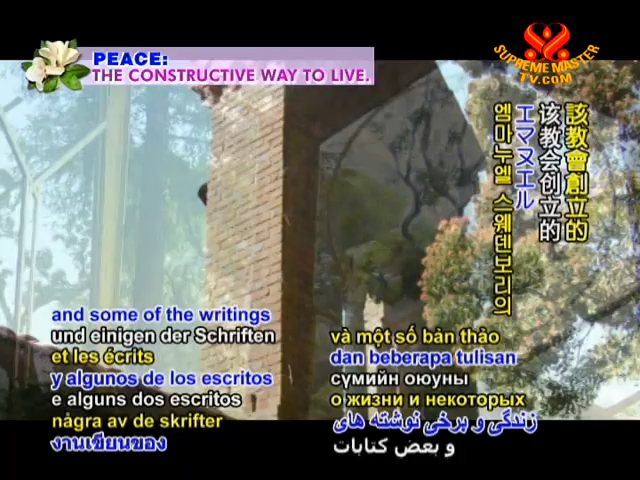 PEACE:
THE CONSTRUCTIVE WAY TO LIVE.
SUPREME MASTER
TV.COM
該教會創立的
该教会创立的
エマヌエル
엠마누엘 스웨덴보리의
and some of the writings
und einigen der Schriften
et les écrits
y algunos de los escritos
e alguns dos escritos
några av de skrifter
งานเขียนของ
và một số bản thảo
dan beberapa tulisan
сүмийн оюуны
о жизни и некоторых
زندگی و برخی نوشته های
و بعض كتابات